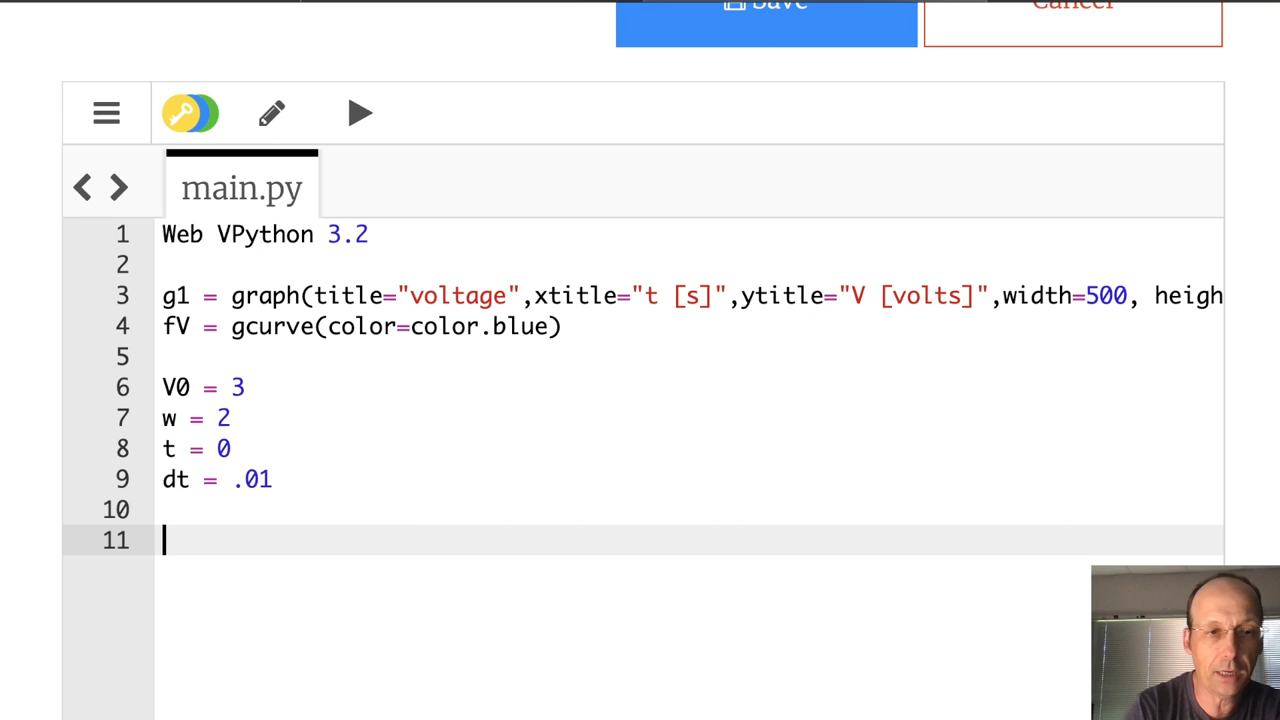 Save Cancel
main.py
1 Web VPython 3.2
2
3 g1 = graph(title="voltage",xtitle="t [s]",ytitle="V [volts]",width=500, heigh
4 fV = gcurve(color=color.blue)
5
6 V0 = 3
7 w = 2
8 t = 0
9 dt = .01
10
11